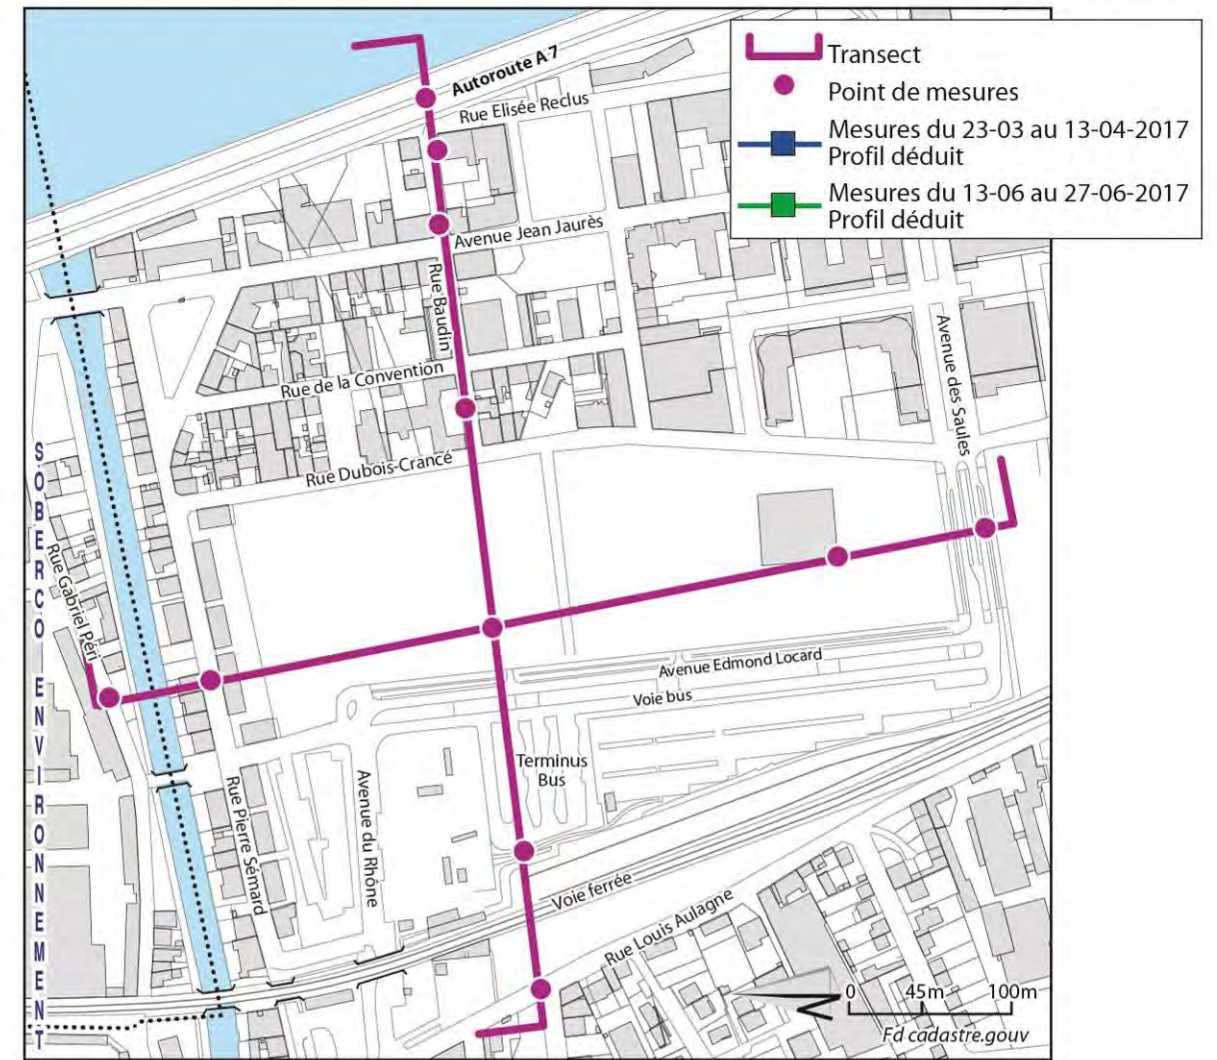 Transect
Point de mesures
Mesures du 23-03 au 13-04-2017
Profil déduit
Mesures du 13-06 au 27-06-2017
Profil déduit
Autoroute A 7
Rue Elisée Reclus
Avenue Jean Jaurès
Rue Baudin
Rue de la Convention
Avenue des Saules
Rue Dubois-Crancé
SOBERCO ENVIRONNEMENT
Rue Gabriel Péri
Avenue Edmond Locard
Voie bus
Terminus
Bus
Rue Pierre Sémard
Avenue du Rhône
Voie ferrée
Rue Louis Aulagne
0 45m 100m
Fd cadastre.gouv